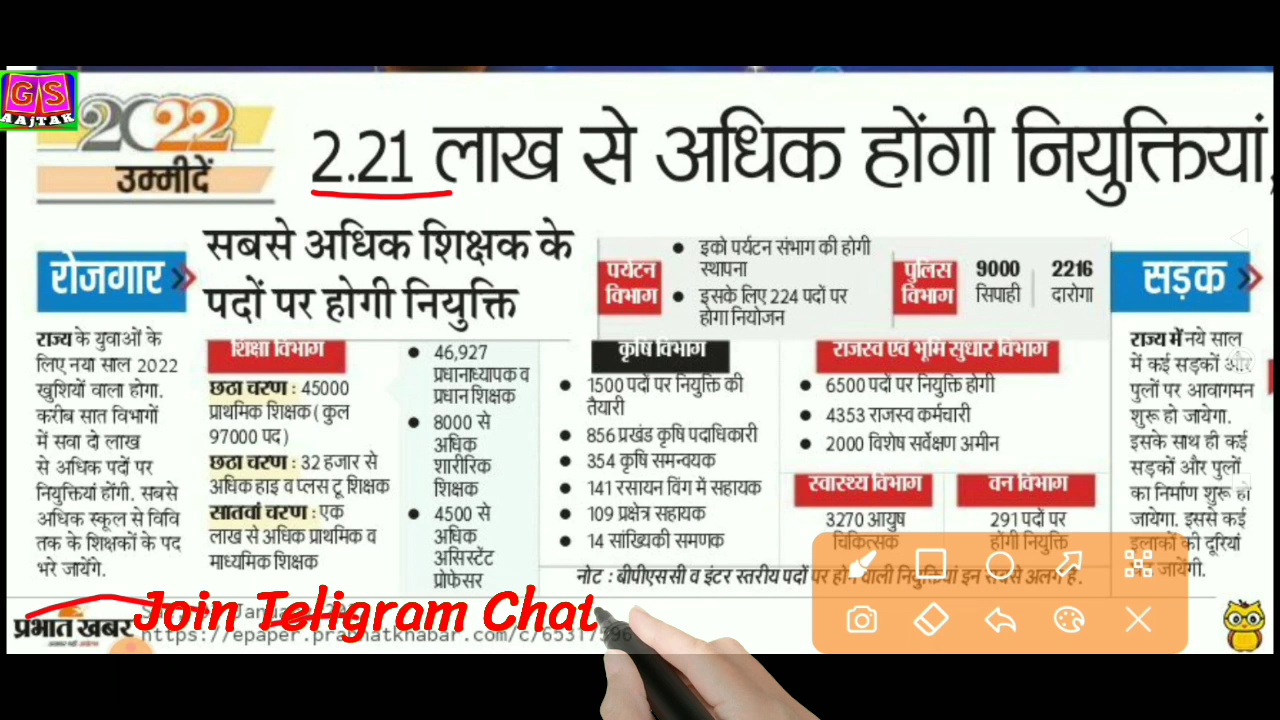 GS
AAJTAK
2022
उम्मीदें
2.21 लाख से अधिक होंगी नियुक्तियां,
रोजगार
राज्य के युवाओं के
लिए नया साल 2022
खुशियों वाला होगा.
करीब सात विभागों
में सवा दो लाख
से अधिक पदों पर
नियुक्तियां होंगी. सबसे
अधिक स्कूल से विवि
तक के शिक्षकों के पद
भरे जायेंगे.
सबसे अधिक शिक्षक के
पदों पर होगी नियुक्ति
शिक्षा विभाग
छठा चरण : 45000
प्राथमिक शिक्षक ( कुल
97000 पद )
छठा चरण : 32 हजार से
अधिक हाइ व प्लस टू शिक्षक
सातवां चरण : एक
लाख से अधिक प्राथमिक व
माध्यमिक शिक्षक
46,927
प्रधानाध्यापक व
प्रधान शिक्षक
8000 से
अधिक
शारीरिक
शिक्षक
4500 से
अधिक
असिस्टेंट
प्रोफेसर
पर्यटन
विभाग
इको पर्यटन संभाग की होगी
स्थापना
इसके लिए 224 पदों पर
होगा नियोजन
पुलिस
विभाग
9000
सिपाही
2216
दारोगा
कृषि विभाग
1500 पदों पर नियुक्ति की
तैयारी
856 प्रखंड कृषि पदाधिकारी
354 कृषि समन्वयक
141 रसायन विंग में सहायक
109 प्रक्षेत्र सहायक
14 सांख्यिकी समणक
राजस्व एवं भूमि सुधार विभाग
6500 पदों पर नियुक्ति होगी
4353 राजस्व कर्मचारी
2000 विशेष सर्वेक्षण अमीन
स्वास्थ्य विभाग
3270 आयुष
चिकित्सक
वन विभाग
291 पदों पर
होगी नियुक्ति
नोट : बीपीएससी व इंटर स्तरीय पदों पर होने वाली नियुक्तियां इन सबसे अलग हैं.
सड़क
राज्य में नये साल
में कई सड़कों और
पुलों पर आवागमन
शुरू हो जायेगा.
इसके साथ ही कई
सड़कों और पुलों
का निर्माण शुरू हो
जायेगा. इससे कई
इलाकों की दूरियां
जायेंगी.
प्रभात खबर
Join Teligram Chat
https://epaper.prabhatkhabar.com/c/65317596